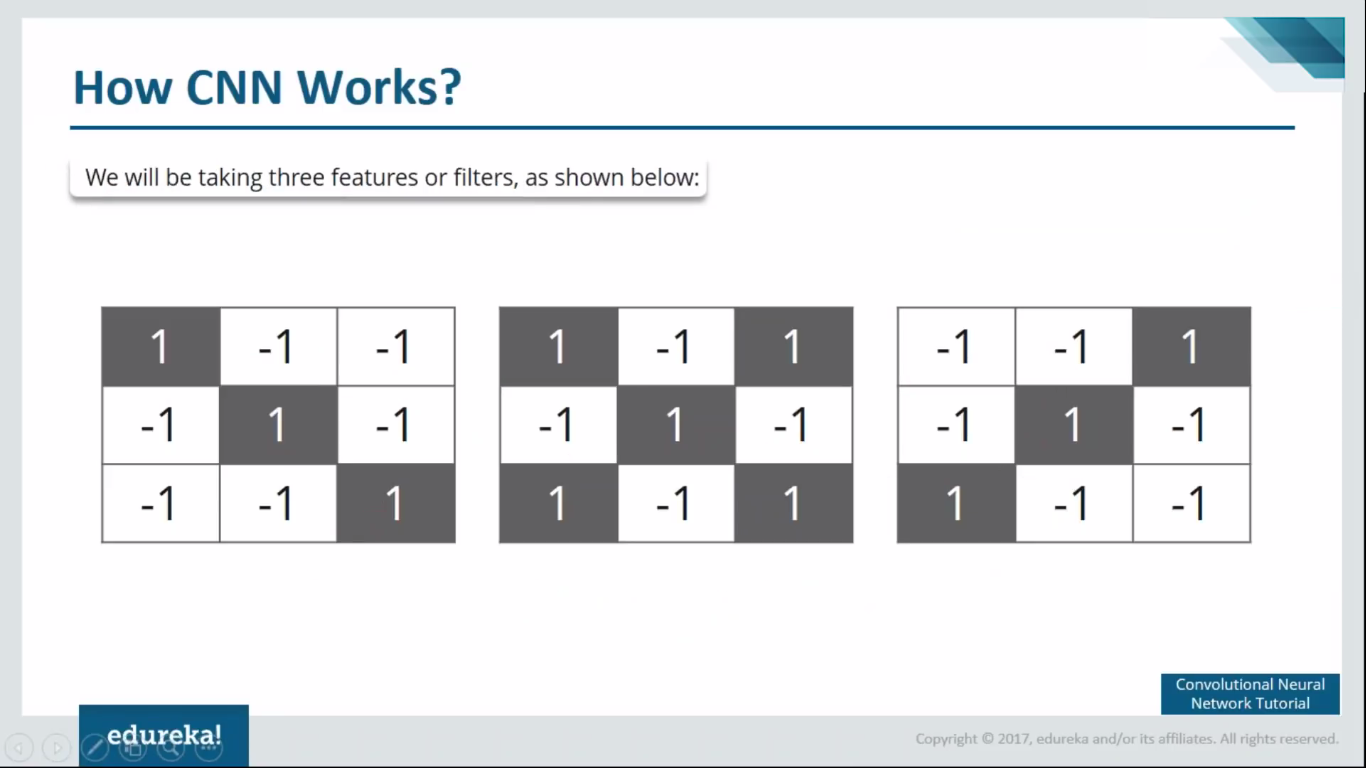 How CNN Works?
We will be taking three features or filters, as shown below:
1 -1 -1 1 -1 1 -1 -1 1
-1 1 -1 -1 1 -1 -1 1 -1
-1 -1 1 1 -1 1 1 -1 -1
Convolutional Neural
Network Tutorial
edureka!
Copyright © 2017, edureka and/or its affiliates. All rights reserved.